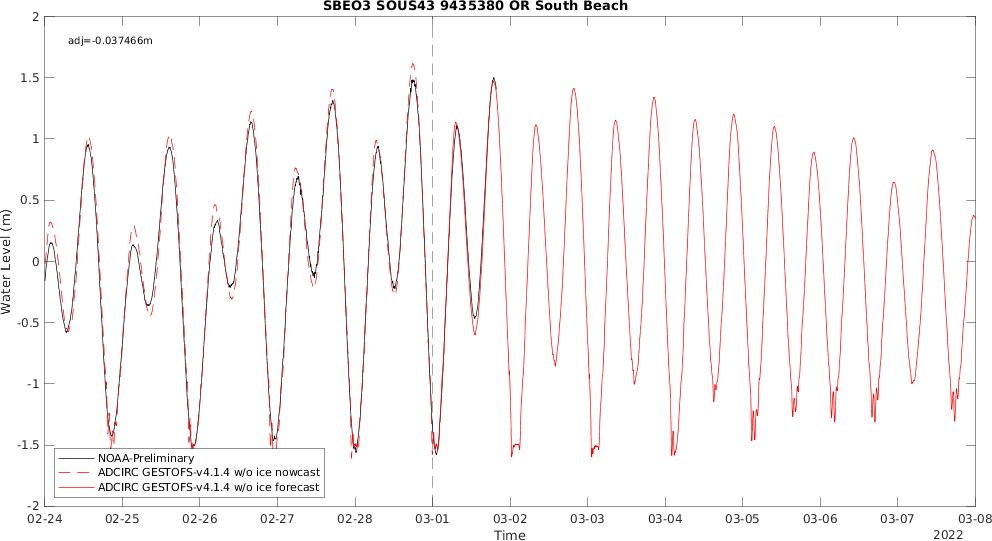 SBEO3 SOUS43 9435380 OR South Beach
adj=-0.037466m
2
1.5
1
0.5
0
-0.5
-1
-1.5
-2
Water Level (m)
NOAA-Preliminary
ADCIRC GESTOFS-v4.1.4 w/o ice nowcast
ADCIRC GESTOFS-v4.1.4 w/o ice forecast
02-24 02-25 02-26 02-27 02-28 03-01 03-02 03-03 03-04 03-05 03-06 03-07 03-08
Time
2022